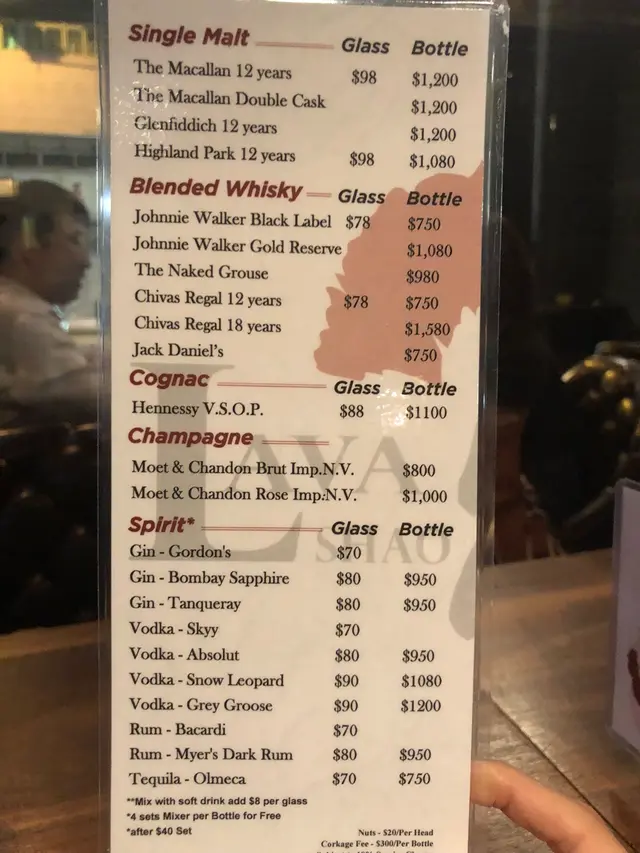 Single Malt Glass Bottle
The Macallan 12 years $98 $1,200
The Macallan Double Cask $1,200
Glenfiddich 12 years $1,200
Highland Park 12 years $98 $1,080
Blended Whisky Glass Bottle
Johnnie Walker Black Label $78 $750
Johnnie Walker Gold Reserve $1,080
The Naked Grouse $980
Chivas Regal 12 years $78 $750
Chivas Regal 18 years $1,580
Jack Daniel's $750
Cognac Glass Bottle
Hennessy V.S.O.P. $88 $1100
Champagne
Moet & Chandon Brut Imp.N.V. $800
Moet & Chandon Rose Imp.N.V. $1,000
LAVA
SHAO
Spirit* Glass Bottle
Gin - Gordon's $70
Gin - Bombay Sapphire $80 $950
Gin - Tanqueray $80 $950
Vodka - Skyy $70
Vodka - Absolut $80 $950
Vodka - Snow Leopard $90 $1080
Vodka - Grey Groose $90 $1200
Rum - Bacardi $70
Rum - Myer's Dark Rum $80 $950
Tequila - Olmeca $70 $750
**Mix with soft drink add $8 per glass
*4 sets Mixer per Bottle for Free
*after $40 Set
Nuts - $20/Per Head
Corkage Fee - $300/Per Bottle